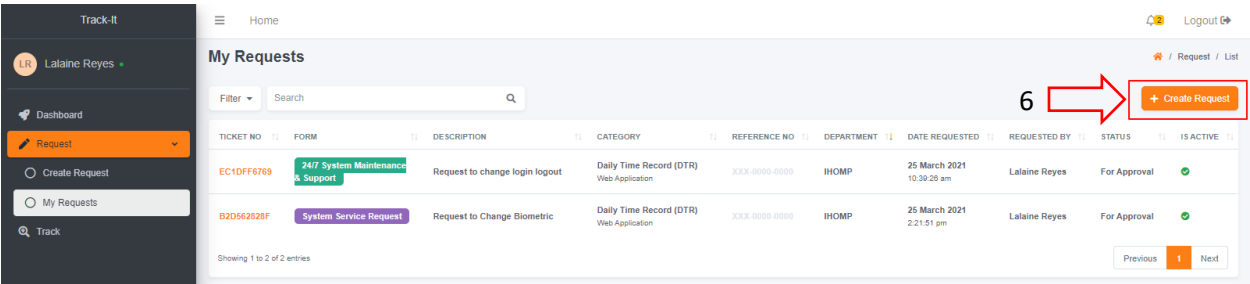 Track-It
Home
2
Logout
LR Lalaine Reyes
My Requests
/ Request / List
Filter
Search
6
+ Create Request
Dashboard
Request
Create Request
My Requests
Track
TICKET NO FORM DESCRIPTION CATEGORY REFERENCE NO DEPARTMENT DATE REQUESTED REQUESTED BY STATUS IS ACTIVE
EC1DFF6769 24/7 System Maintenance Request to change login logout Daily Time Record (DTR) XXX-0000-0000 IHOMP 25 March 2021 Lalaine Reyes For Approval
& Support Web Application 10:39:26 am
B2D562628F System Service Request Request to Change Biometric Daily Time Record (DTR) XXX-0000-0000 IHOMP 25 March 2021 Lalaine Reyes For Approval
Web Application 2:21:51 pm
Showing 1 to 2 of 2 entries
Previous 1 Next